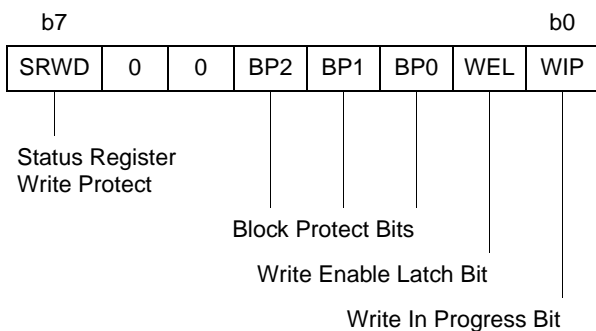 b7 b0
SRWD 0 0 BP2 BP1 BP0 WEL WIP
Status Register
Write Protect
Block Protect Bits
Write Enable Latch Bit
Write In Progress Bit